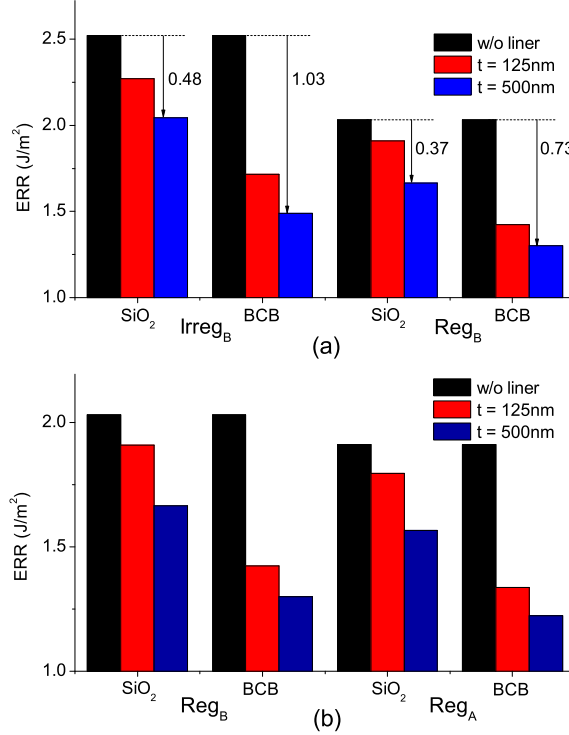 2.5
w/o liner
t = 125nm
t = 500nm
0.48
1.03
2.0
0.37
0.73
ERR (J/m²)
1.5
1.0
SiO₂ BCB SiO₂ BCB
Irreg_B Reg_B
(a)
w/o liner
t = 125nm
t = 500nm
2.0
ERR (J/m²)
1.5
1.0
SiO₂ BCB SiO₂ BCB
Reg_B Reg_A
(b)